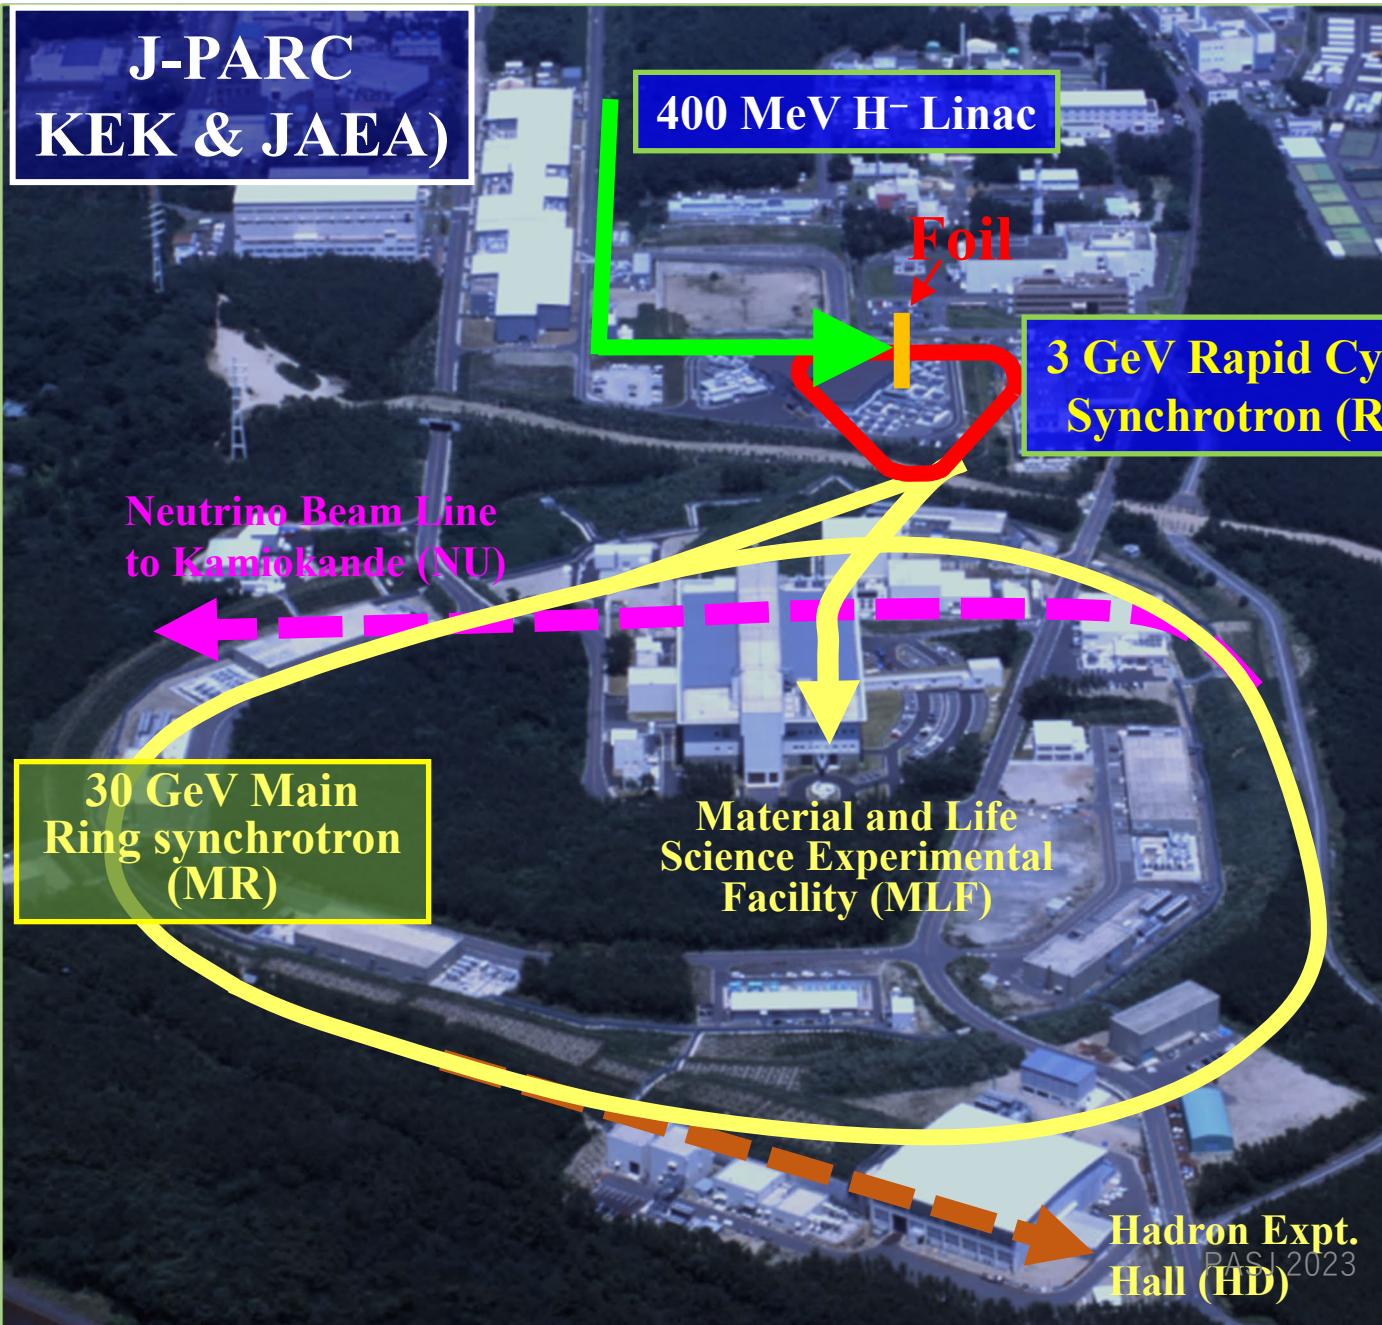 J-PARC
KEK & JAEA)
400 MeV H⁻ Linac
Foil
3 GeV Rapid Cy
Synchrotron (R
Neutrino Beam Line
to Kamiokande (NU)
30 GeV Main
Ring synchrotron
(MR)
Material and Life
Science Experimental
Facility (MLF)
Hadron Expt.
Hall (HD)
PASJ 2023